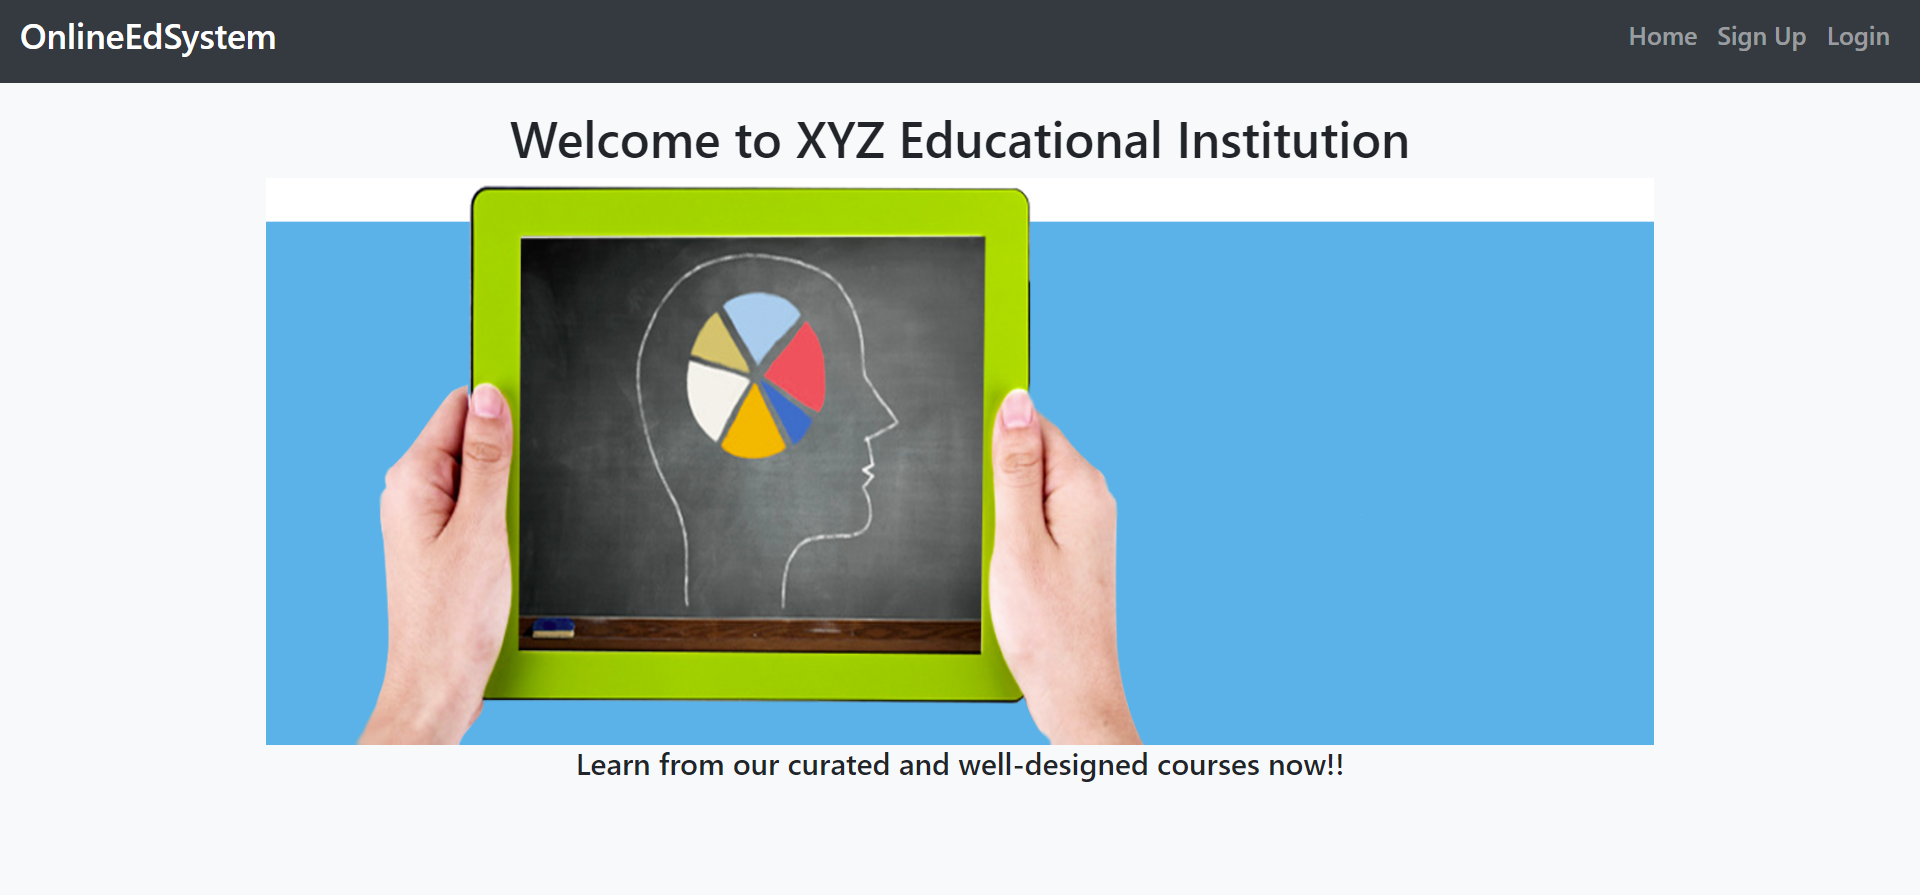 OnlineEdSystem
Home Sign Up Login
Welcome to XYZ Educational Institution
Learn from our curated and well-designed courses now!!